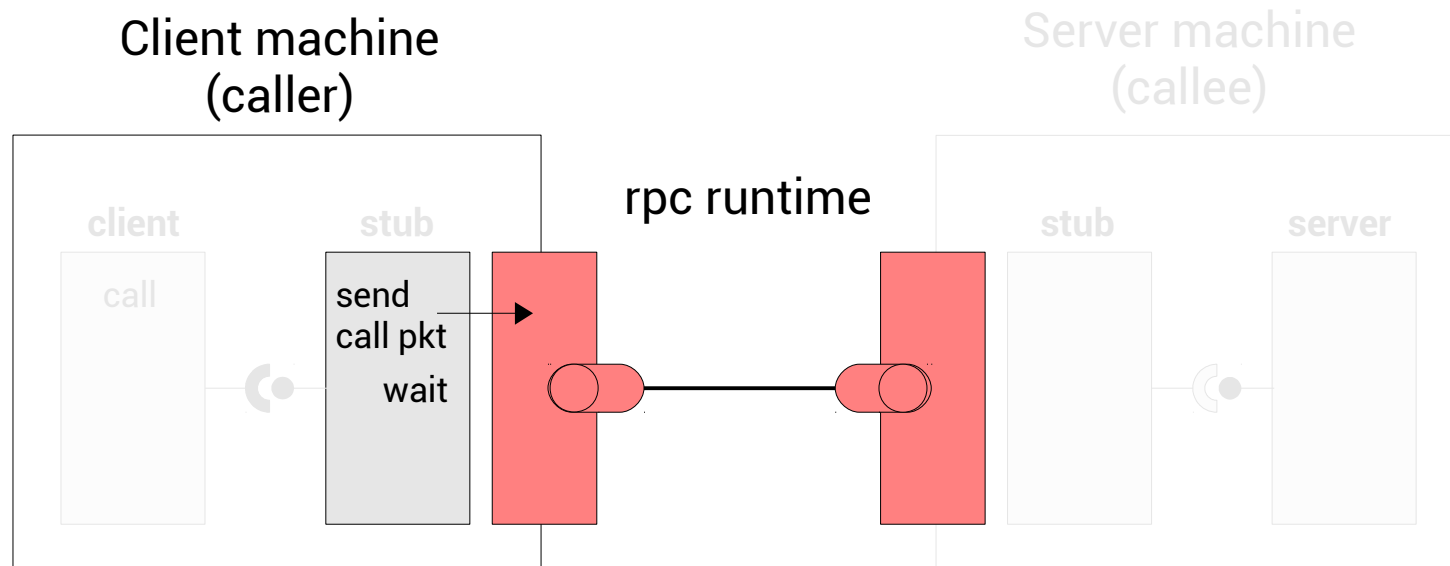 Client machine
(caller)
Server machine
(callee)
rpc runtime
client
stub
stub
server
call
send
call pkt
wait